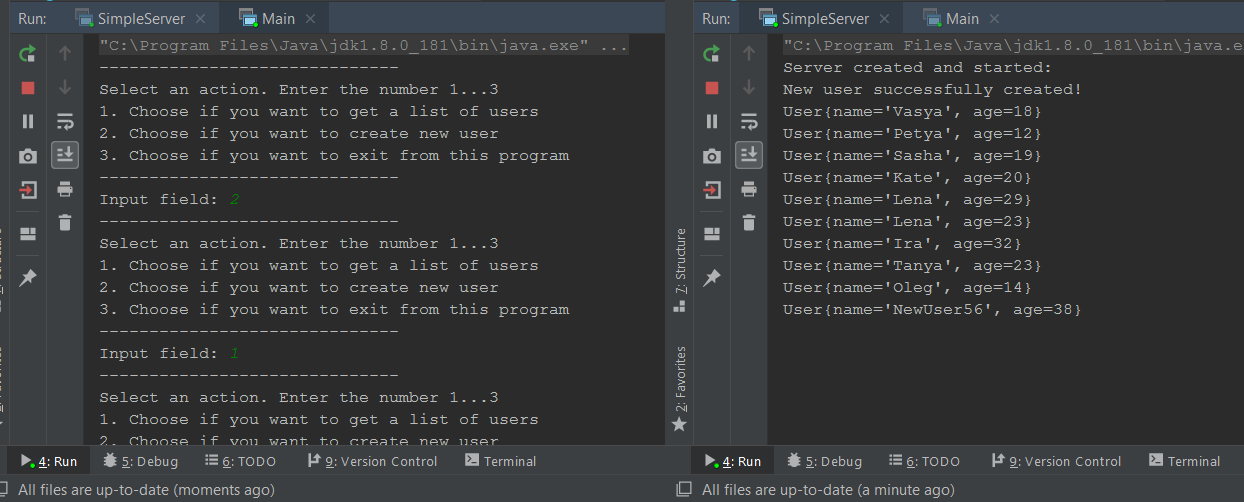 Run: SimpleServer Main
"C:\Program Files\Java\jdk1.8.0_181\bin\java.exe" ...
------------------------------
Select an action. Enter the number 1...3
1. Choose if you want to get a list of users
2. Choose if you want to create new user
3. Choose if you want to exit from this program
------------------------------
Input field: 2
------------------------------
Select an action. Enter the number 1...3
1. Choose if you want to get a list of users
2. Choose if you want to create new user
3. Choose if you want to exit from this program
------------------------------
Input field: 1
------------------------------
Select an action. Enter the number 1...3
1. Choose if you want to get a list of users
2. Choose if you want to create new user
4: Run 5: Debug 6: TODO 9: Version Control Terminal
All files are up-to-date (moments ago)
7: Structure
2: Favorites
Run: SimpleServer Main
"C:\Program Files\Java\jdk1.8.0_181\bin\java.e
Server created and started:
New user successfully created!
User{name='Vasya', age=18}
User{name='Petya', age=12}
User{name='Sasha', age=19}
User{name='Kate', age=20}
User{name='Lena', age=29}
User{name='Lena', age=23}
User{name='Ira', age=32}
User{name='Tanya', age=23}
User{name='Oleg', age=14}
User{name='NewUser56', age=38}
4: Run 5: Debug 6: TODO 9: Version Control Terminal
All files are up-to-date (a minute ago)